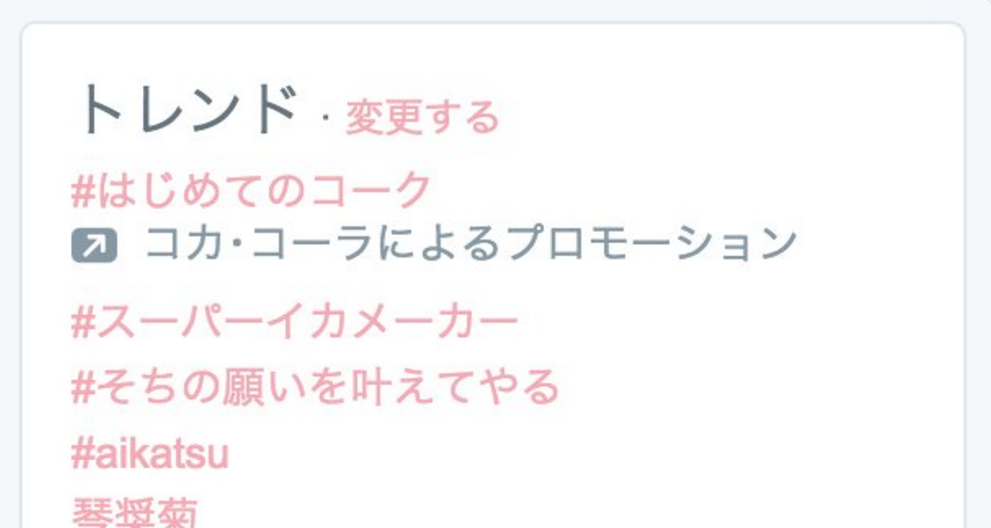 トレンド · 変更する
#はじめてのコーク
コカ·コーラによるプロモーション
#スーパーイカメーカー
#そちの願いを叶えてやる
#aikatsu
琴奨菊